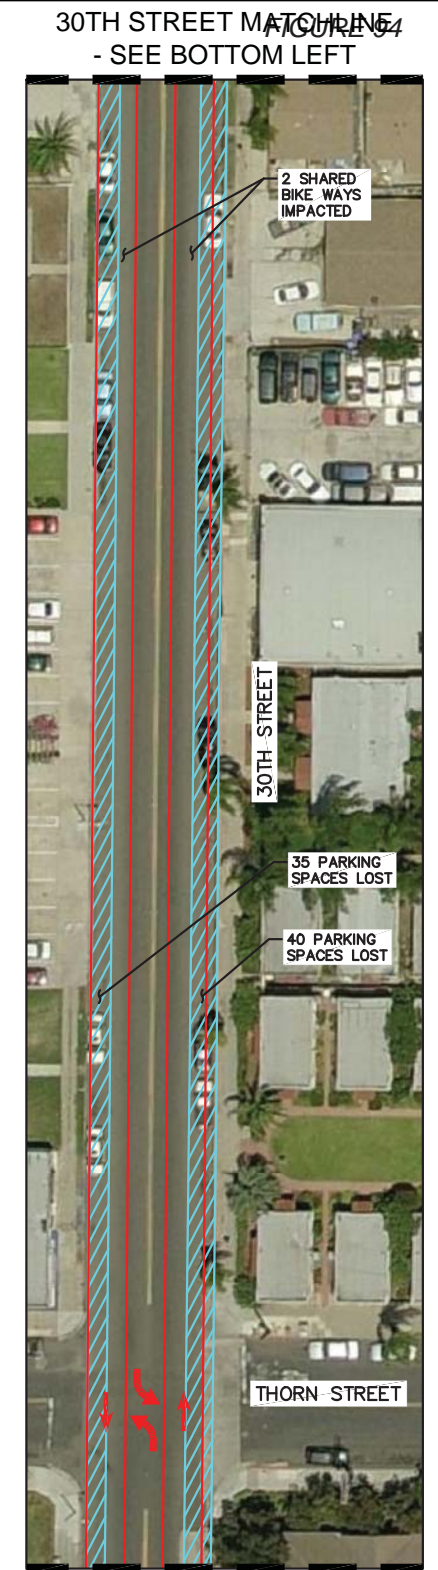 30TH STREET MATCHLINE
FIGURE 94
- SEE BOTTOM LEFT
2 SHARED
BIKE WAYS
IMPACTED
30TH STREET
35 PARKING
SPACES LOST
40 PARKING
SPACES LOST
THORN STREET